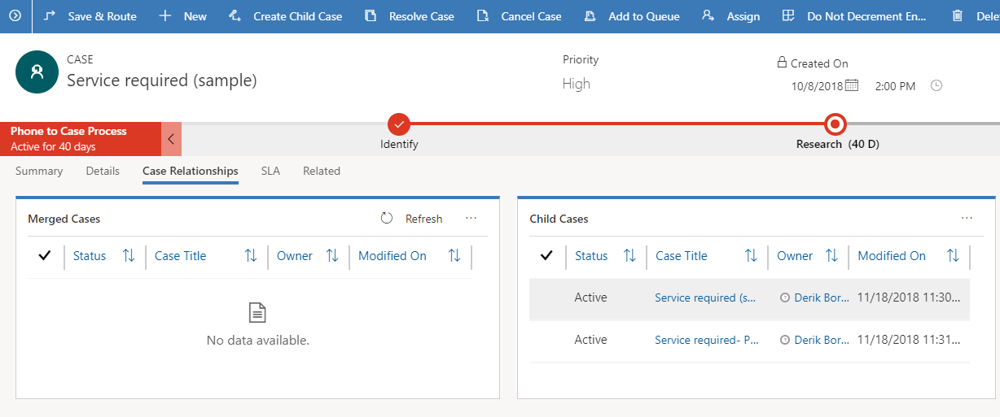 Save & Route New Create Child Case Resolve Case Cancel Case Add to Queue Assign Do Not Decrement En... Dele
CASE
Service required (sample)
Priority
High
Created On
10/8/2018 2:00 PM
Phone to Case Process
Active for 40 days
Identify
Research (40 D)
Summary Details Case Relationships SLA Related
Merged Cases Refresh ...
Status Case Title Owner Modified On
No data available.
Child Cases ...
Status Case Title Owner Modified On
Active Service required (s... Derik Bor... 11/18/2018 11:30...
Active Service required- P... Derik Bor... 11/18/2018 11:31...